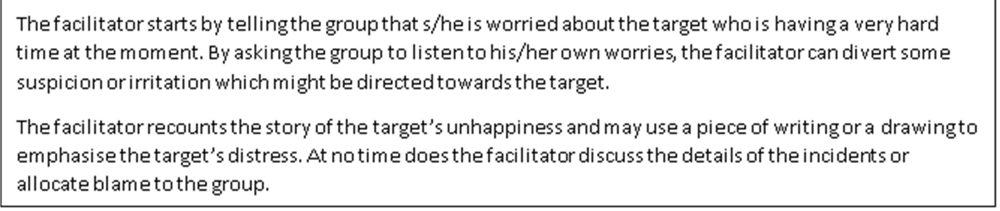 The facilitator starts by telling the group that s/he is worried about the target who is having a very hard
time at the moment. By asking the group to listen to his/her own worries, the facilitator can divert some
suspicion or irritation which might be directed towards the target.
The facilitator recounts the story of the target’s unhappiness and may use a piece of writing or a drawing to
emphasise the target’s distress. At no time does the facilitator discuss the details of the incidents or
allocate blame to the group.